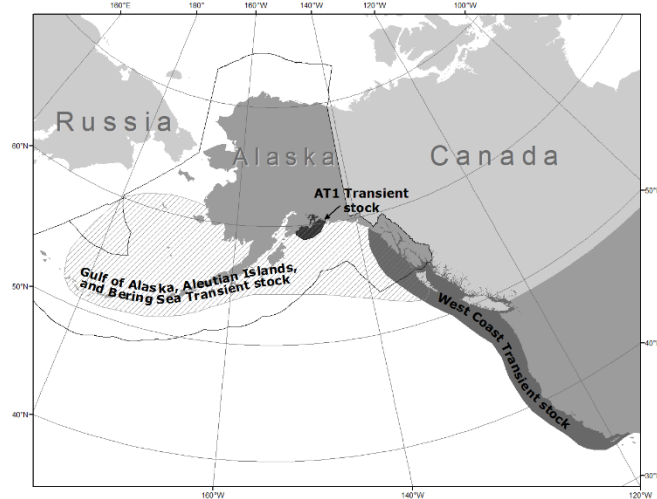 160°E
180°
160°W
140°W
120°W
100°W
Russia
Alaska
Canada
60°N
50°N
AT1 Transient
stock
Gulf of Alaska, Aleutian Islands,
and Bering Sea Transient stock
West Coast Transient stock
50°N
40°N
40°N
30°N
160°W
140°W
120°W